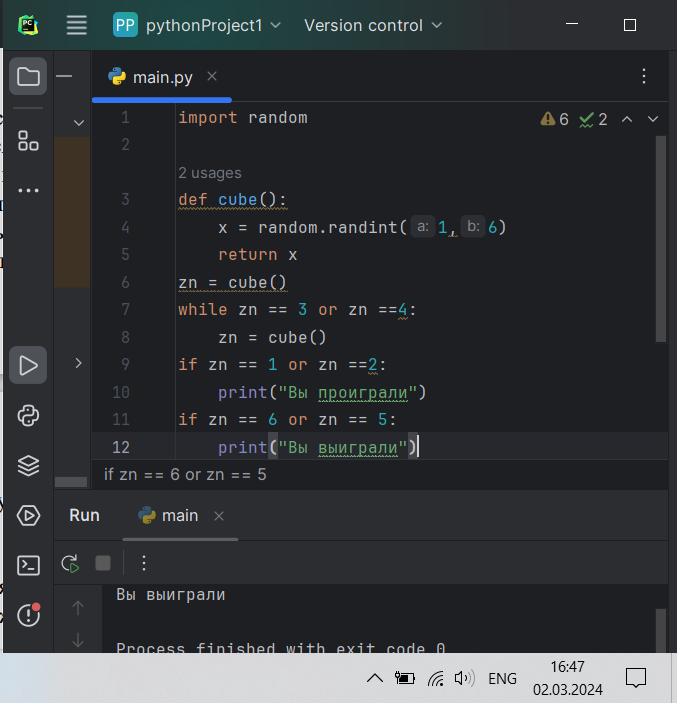 PC
PP pythonProject1 Version control
main.py
6 2
1 import random
2
2 usages
3 def cube():
4 x = random.randint( a: 1, b: 6)
5 return x
6 zn = cube()
7 while zn == 3 or zn ==4:
8 zn = cube()
9 if zn == 1 or zn ==2:
10 print("Вы проиграли")
11 if zn == 6 or zn == 5:
12 print("Вы выиграли")
if zn == 6 or zn == 5
Run main
Вы выиграли
Process finished with exit code 0
ENG
16:47
02.03.2024